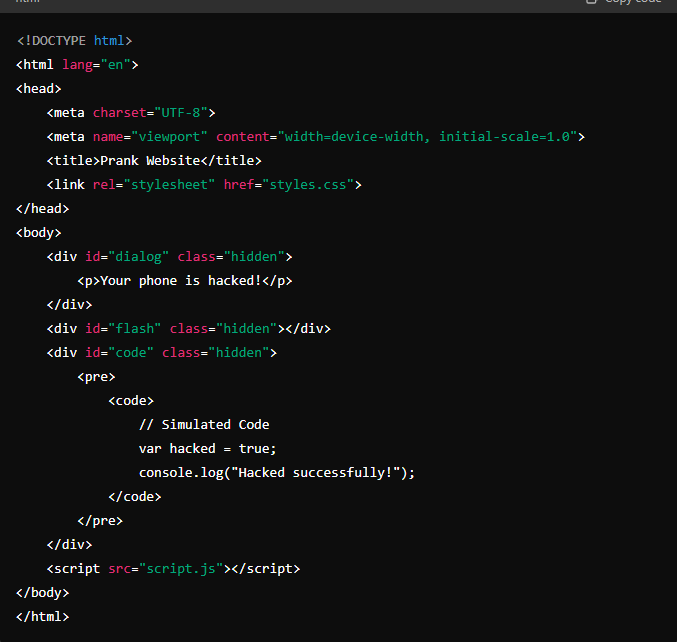 html Copy code
<!DOCTYPE html>
<html lang="en">
<head>
    <meta charset="UTF-8">
    <meta name="viewport" content="width=device-width, initial-scale=1.0">
    <title>Prank Website</title>
    <link rel="stylesheet" href="styles.css">
</head>
<body>
    <div id="dialog" class="hidden">
        <p>Your phone is hacked!</p>
    </div>
    <div id="flash" class="hidden"></div>
    <div id="code" class="hidden">
        <pre>
            <code>
                // Simulated Code
                var hacked = true;
                console.log("Hacked successfully!");
            </code>
        </pre>
    </div>
    <script src="script.js"></script>
</body>
</html>